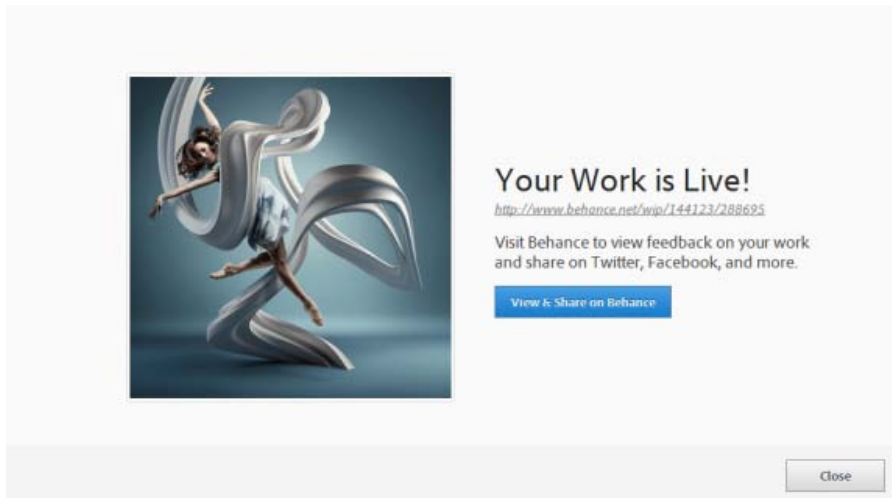 Your Work is Live!
http://www.behance.net/wip/144123/288695
Visit Behance to view feedback on your work
and share on Twitter, Facebook, and more.
View & Share on Behance
Close